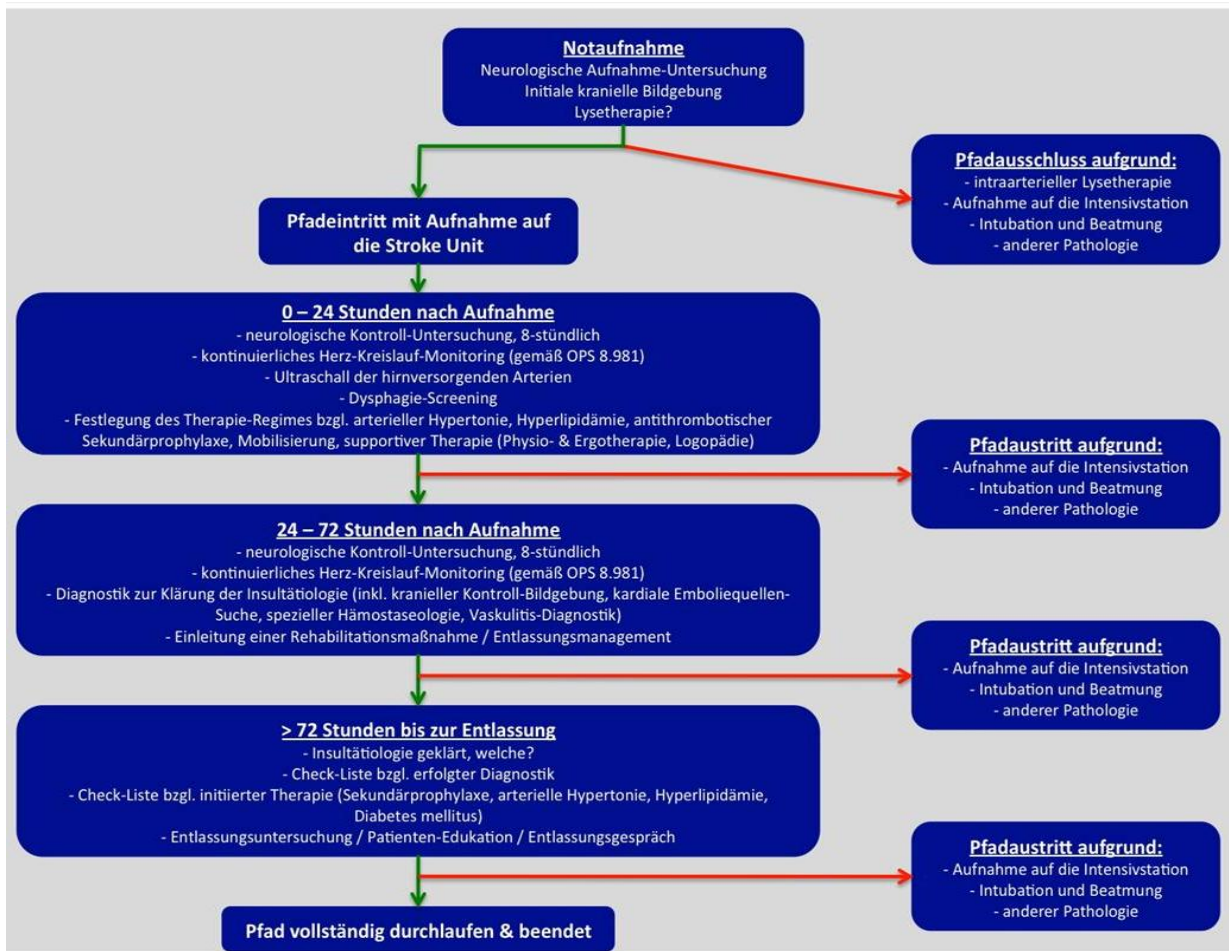 Notaufnahme
Neurologische Aufnahme-Untersuchung
Initiale kranielle Bildgebung
Lysetherapie?
Pfadausschluss aufgrund:
- intraarterieller Lysetherapie
- Aufnahme auf die Intensivstation
- Intubation und Beatmung
- anderer Pathologie
Pfadeintritt mit Aufnahme auf
die Stroke Unit
0 – 24 Stunden nach Aufnahme
- neurologische Kontroll-Untersuchung, 8-stündlich
- kontinuierliches Herz-Kreislauf-Monitoring (gemäß OPS 8.981)
- Ultraschall der hirnversorgenden Arterien
- Dysphagie-Screening
- Festlegung des Therapie-Regimes bzgl. arterieller Hypertonie, Hyperlipidämie, antithrombotischer
Sekundärprophylaxe, Mobilisierung, supportiver Therapie (Physio- & Ergotherapie, Logopädie)
Pfadaustritt aufgrund:
- Aufnahme auf die Intensivstation
- Intubation und Beatmung
- anderer Pathologie
24 – 72 Stunden nach Aufnahme
- neurologische Kontroll-Untersuchung, 8-stündlich
- kontinuierliches Herz-Kreislauf-Monitoring (gemäß OPS 8.981)
- Diagnostik zur Klärung der Insultätiologie (inkl. kranieller Kontroll-Bildgebung, kardiale Emboliequellen-
Suche, spezieller Hämostaseologie, Vaskulitis-Diagnostik)
- Einleitung einer Rehabilitationsmaßnahme / Entlassungsmanagement
Pfadaustritt aufgrund:
- Aufnahme auf die Intensivstation
- Intubation und Beatmung
- anderer Pathologie
> 72 Stunden bis zur Entlassung
- Insultätiologie geklärt, welche?
- Check-Liste bzgl. erfolgter Diagnostik
- Check-Liste bzgl. initiierter Therapie (Sekundärprophylaxe, arterielle Hypertonie, Hyperlipidämie,
Diabetes mellitus)
- Entlassungsuntersuchung / Patienten-Edukation / Entlassungsgespräch
Pfadaustritt aufgrund:
- Aufnahme auf die Intensivstation
- Intubation und Beatmung
- anderer Pathologie
Pfad vollständig durchlaufen & beendet